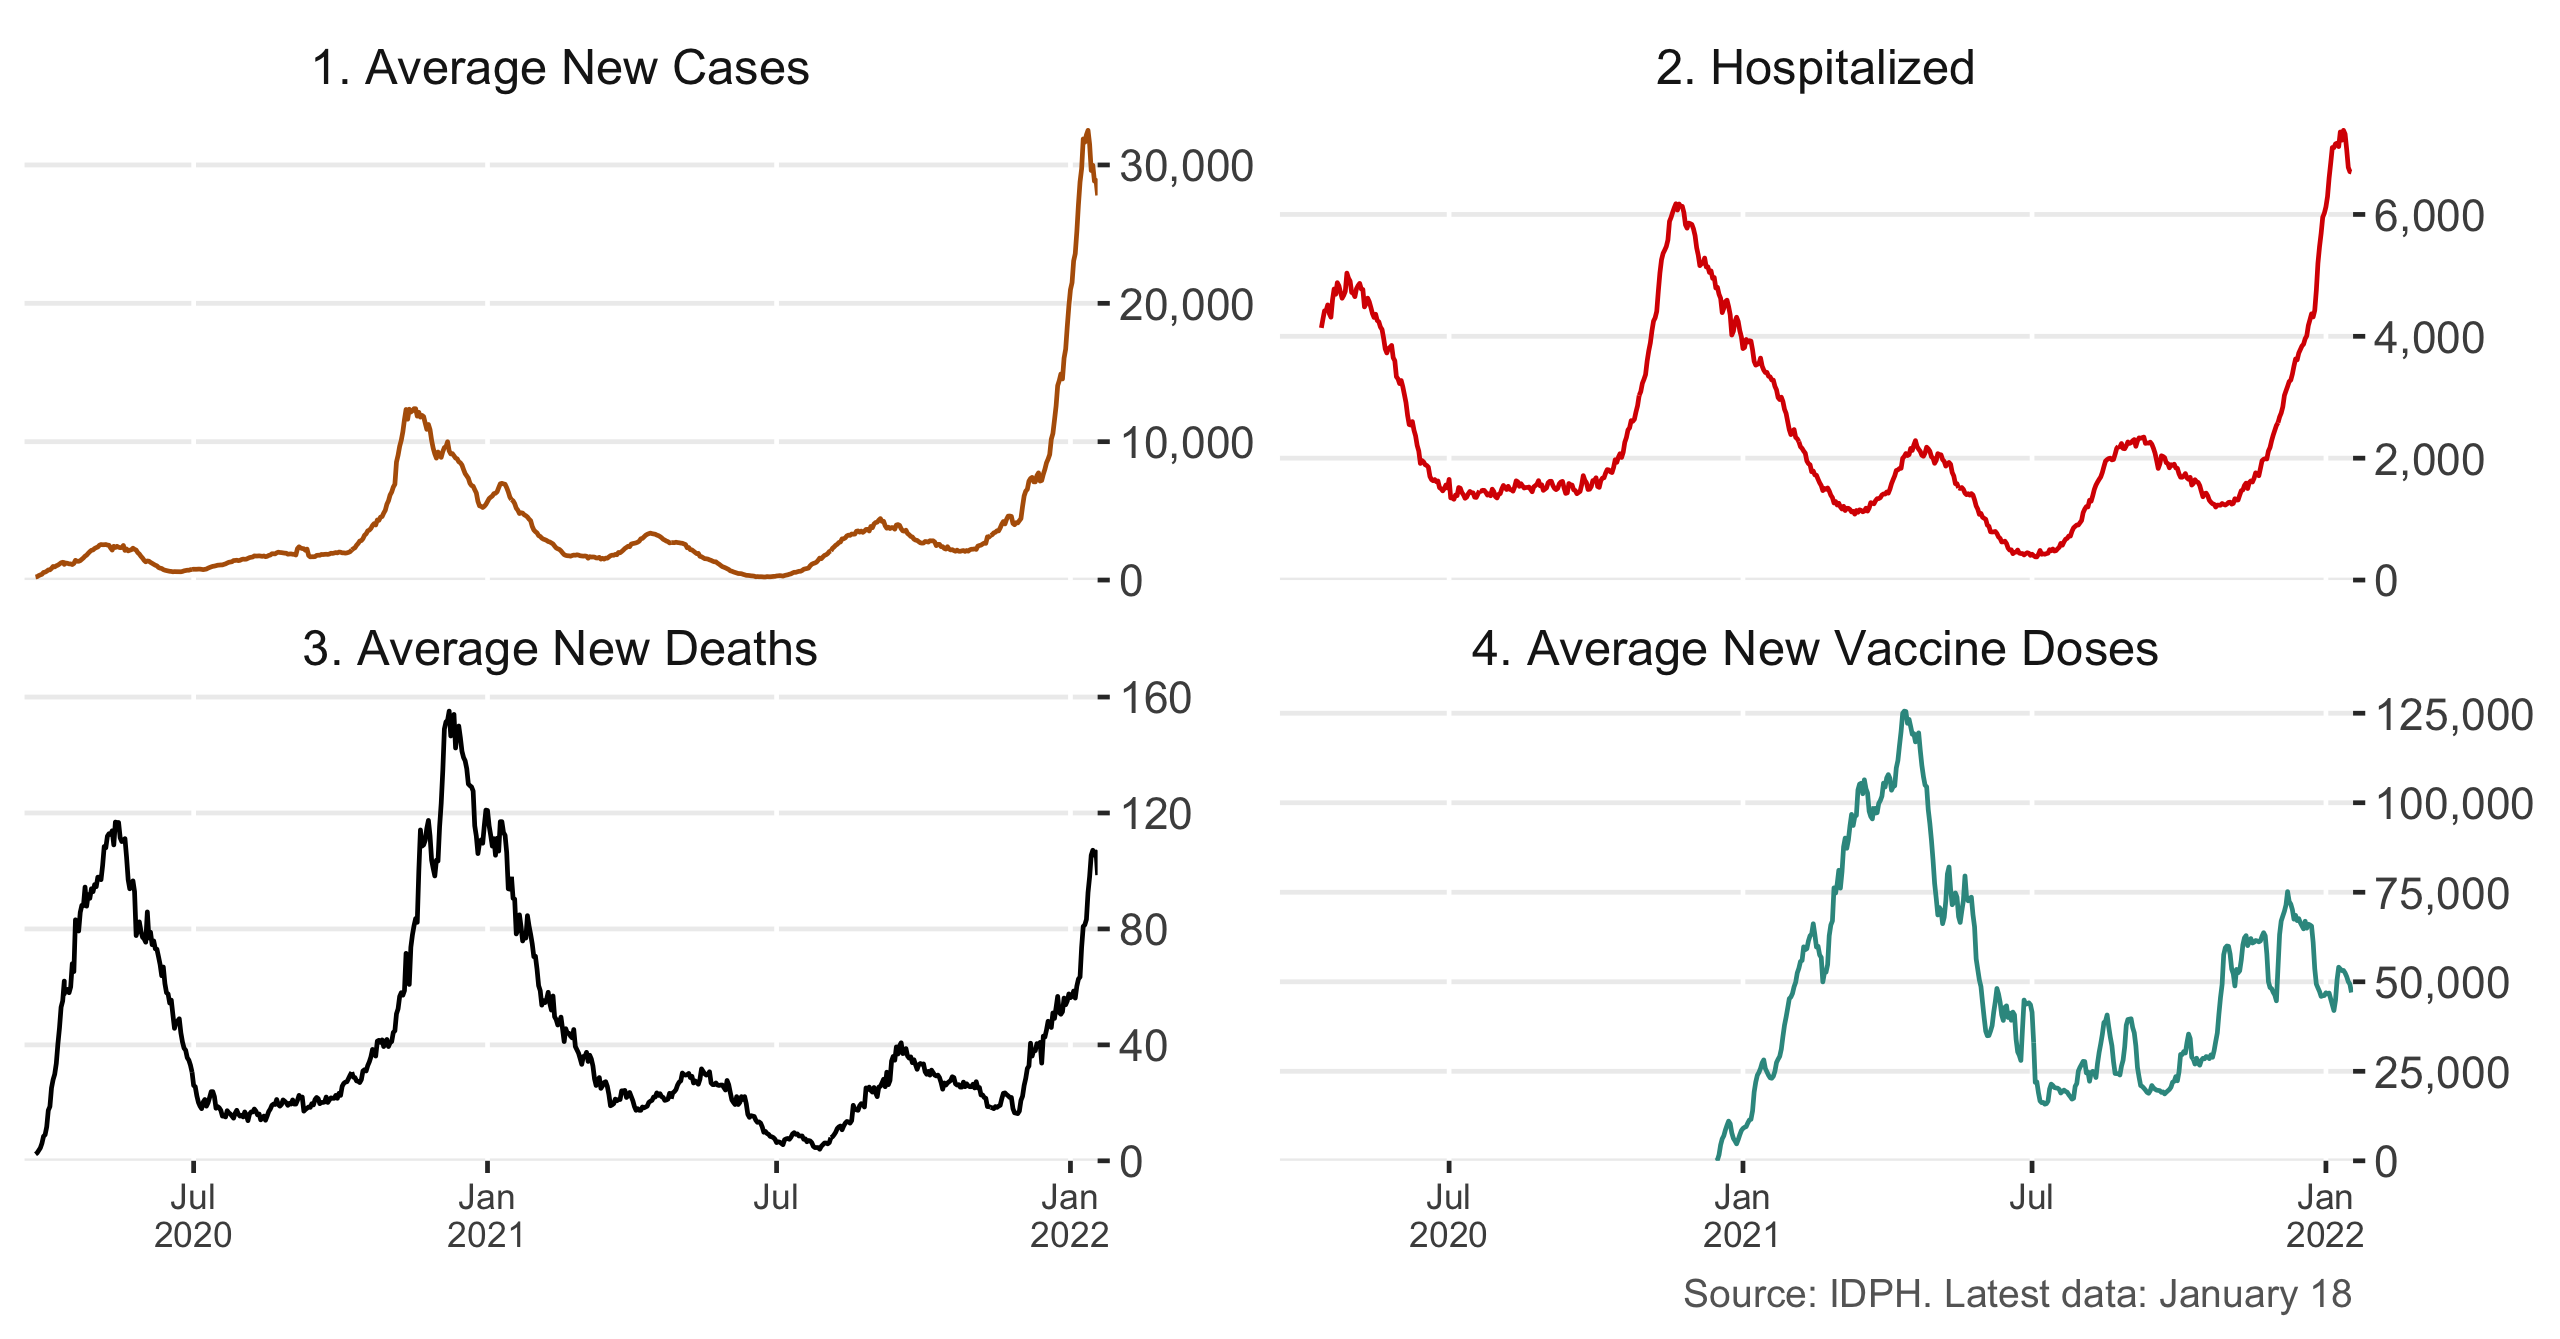 1. Average New Cases
30,000
20,000
10,000
0
2. Hospitalized
6,000
4,000
2,000
0
3. Average New Deaths
160
120
80
40
0
Jul
2020
Jan
2021
Jul
Jan
2022
4. Average New Vaccine Doses
125,000
100,000
75,000
50,000
25,000
0
Jul
2020
Jan
2021
Jul
Jan
2022
Source: IDPH. Latest data: January 18